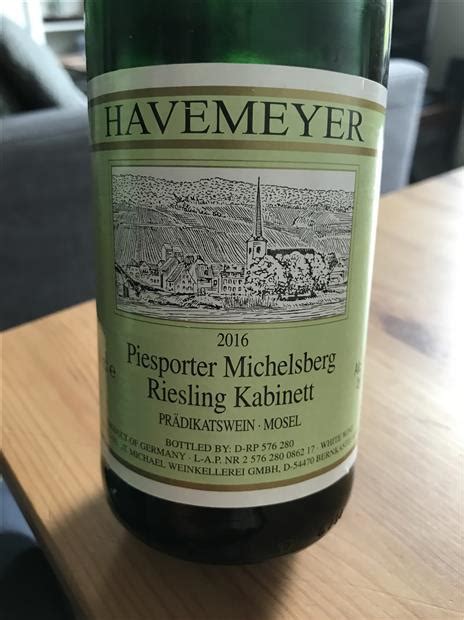 HAVEMEYER
2016
Piesporter Michelsberg
Riesling Kabinett
PRÄDIKATSWEIN · MOSEL
BOTTLED BY: D-RP 576 280
OF GERMANY · L-A.P. NR 2 576 280 0862 17 · WHITE WINE
MICHAEL WEINKELLEREI GMBH, D-54470